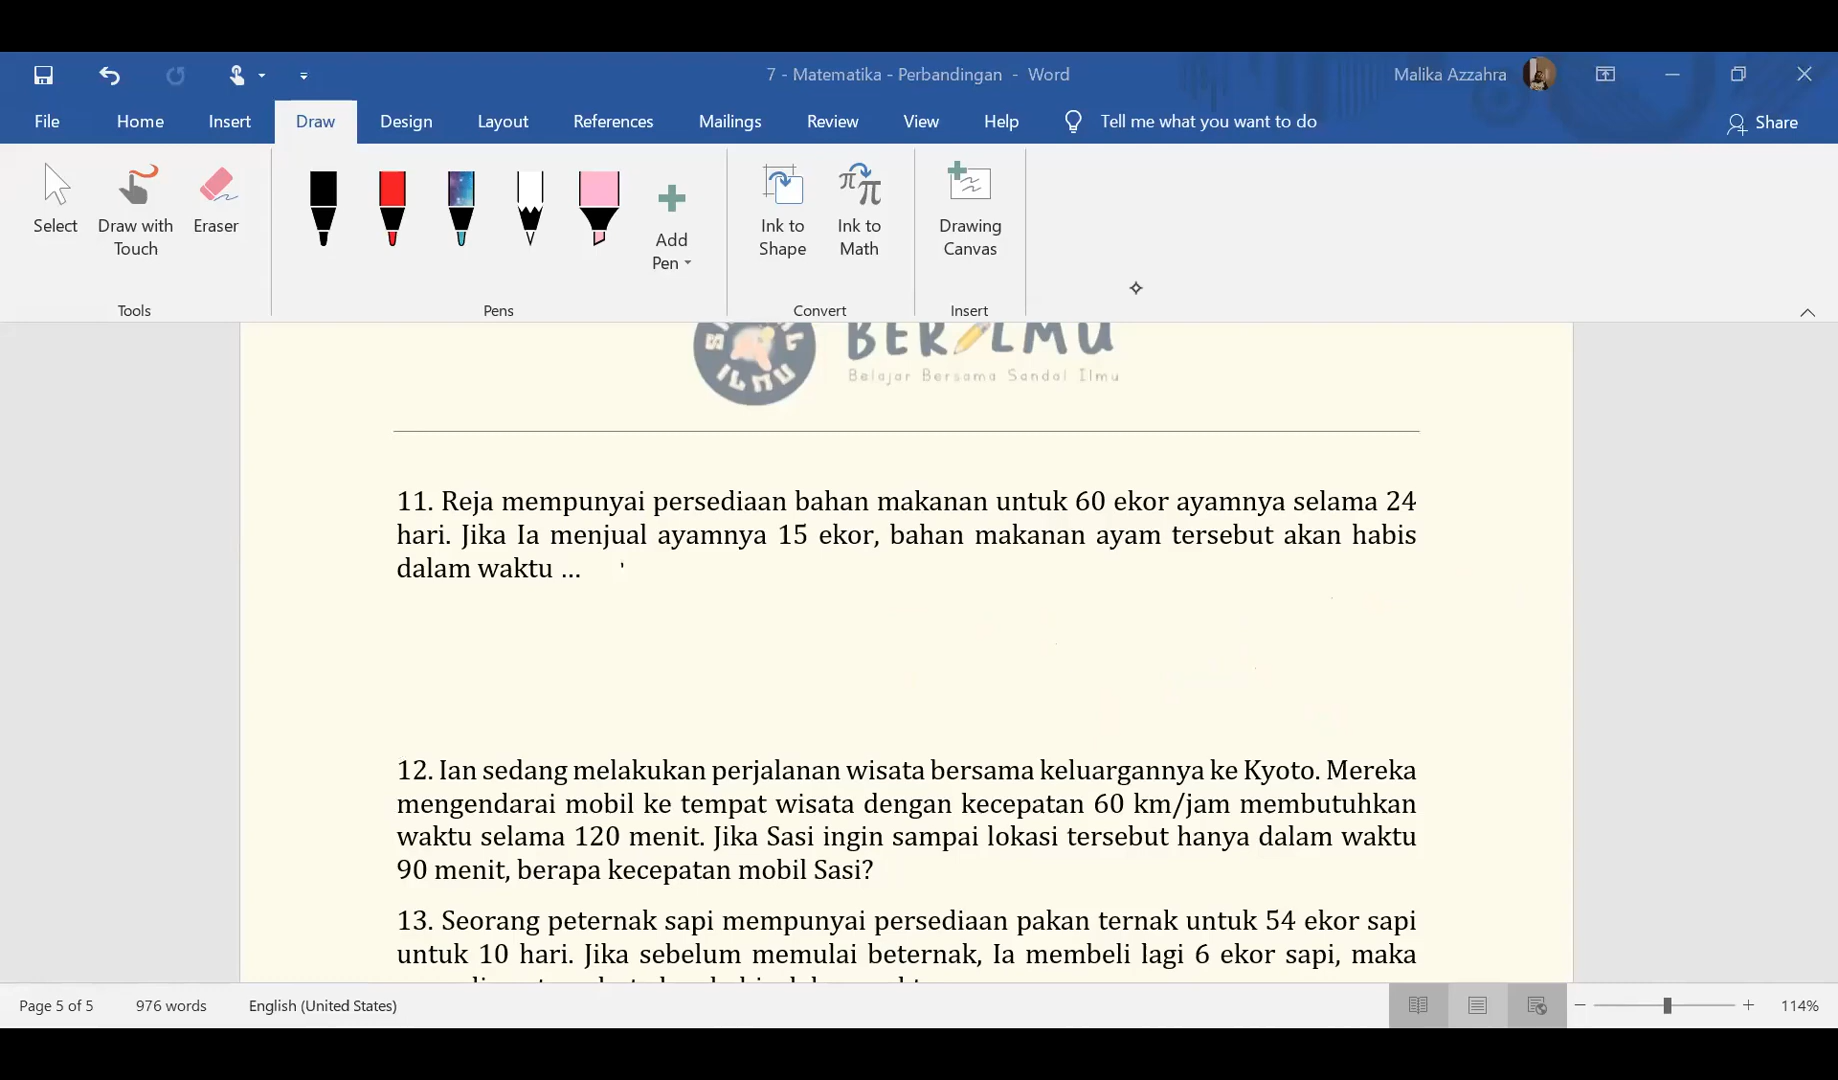 7 - Matematika - Perbandingan - Word
Malika Azzahra
File Home Insert Draw Design Layout References Mailings Review View Help Tell me what you want to do Share
Select
Draw with Touch
Eraser
Add Pen
Ink to Shape
Ink to Math
Drawing Canvas
Tools Pens Convert Insert
ILMU
BERILMU
Belajar Bersama Sandal Ilmu
11. Reja mempunyai persediaan bahan makanan untuk 60 ekor ayamnya selama 24
hari. Jika Ia menjual ayamnya 15 ekor, bahan makanan ayam tersebut akan habis
dalam waktu ...
12. Ian sedang melakukan perjalanan wisata bersama keluargannya ke Kyoto. Mereka
mengendarai mobil ke tempat wisata dengan kecepatan 60 km/jam membutuhkan
waktu selama 120 menit. Jika Sasi ingin sampai lokasi tersebut hanya dalam waktu
90 menit, berapa kecepatan mobil Sasi?
13. Seorang peternak sapi mempunyai persediaan pakan ternak untuk 54 ekor sapi
untuk 10 hari. Jika sebelum memulai beternak, Ia membeli lagi 6 ekor sapi, maka
Page 5 of 5 976 words English (United States) 114%